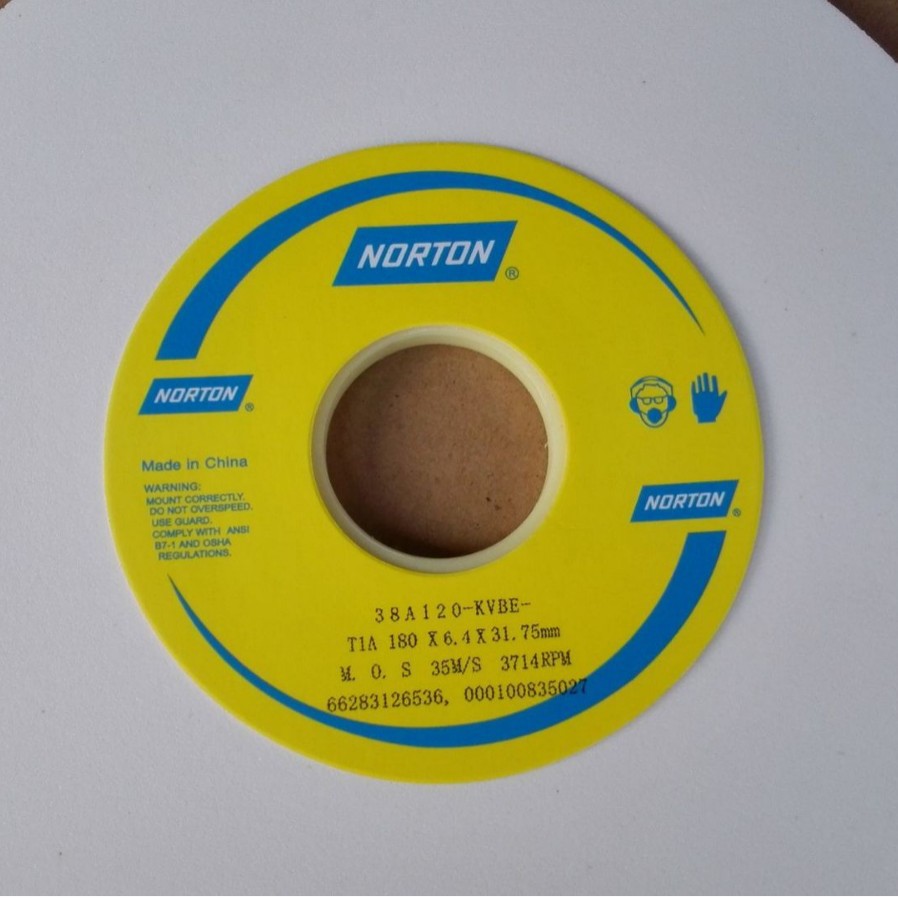 NORTON®
NORTON®
Made in China
WARNING:
MOUNT CORRECTLY.
DO NOT OVERSPEED.
USE GUARD.
COMPLY WITH ANSI
B7-1 AND OSHA
REGULATIONS.
NORTON®
38A120-KVBE-
T1A 180 X 6.4 X 31.75mm
M. O. S 35M/S 3714RPM
66283126536, 000100835027